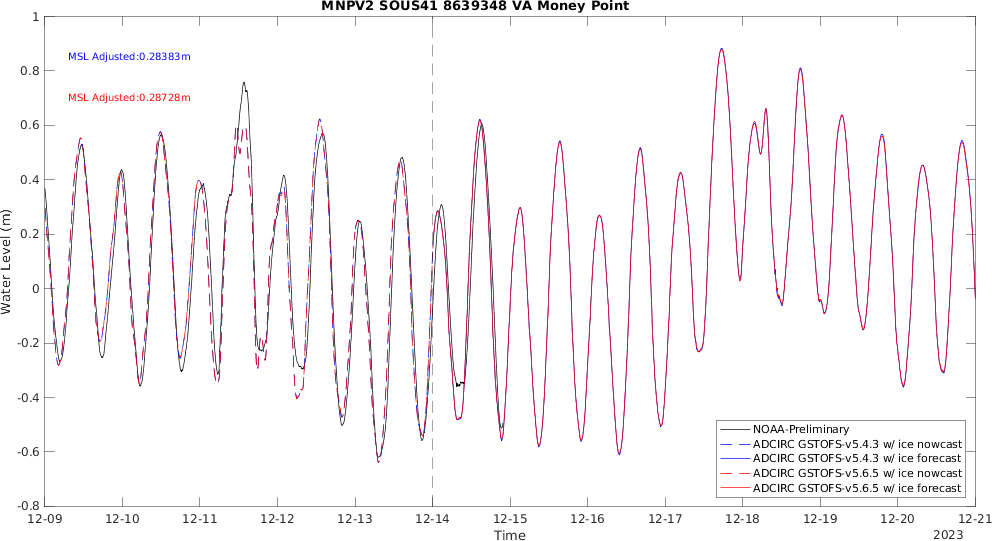 MNPV2 SOUS41 8639348 VA Money Point
MSL Adjusted:0.28383m
MSL Adjusted:0.28728m
Water Level (m)
1
0.8
0.6
0.4
0.2
0
-0.2
-0.4
-0.6
-0.8
NOAA-Preliminary
ADCIRC GSTOFS-v5.4.3 w/ ice nowcast
ADCIRC GSTOFS-v5.4.3 w/ ice forecast
ADCIRC GSTOFS-v5.6.5 w/ ice nowcast
ADCIRC GSTOFS-v5.6.5 w/ ice forecast
12-09 12-10 12-11 12-12 12-13 12-14 12-15 12-16 12-17 12-18 12-19 12-20 12-21
Time
2023